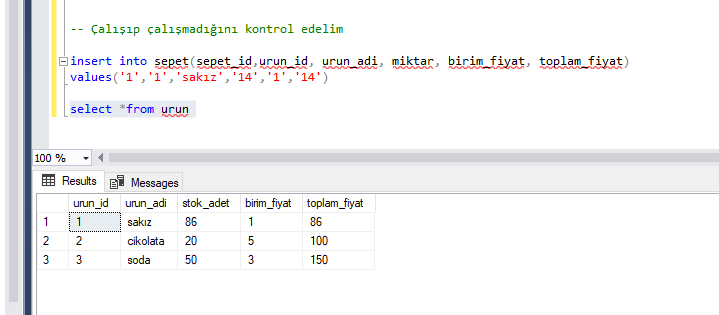 -- Çalışıp çalışmadığını kontrol edelim
insert into sepet(sepet_id,urun_id, urun_adi, miktar, birim_fiyat, toplam_fiyat)
values('1','1','sakız','14','1','14')
select *from urun
100 %
Results Messages
urun_id urun_adi stok_adet birim_fiyat toplam_fiyat
1 1 sakız 86 1 86
2 2 cikolata 20 5 100
3 3 soda 50 3 150